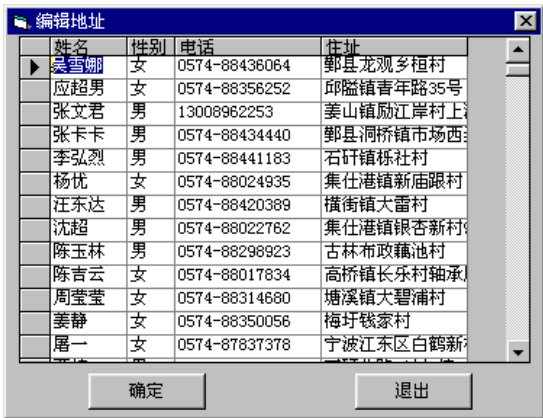 编辑地址
姓名 性别 电话 住址
吴雪娜 女 0574-88436064 鄞县龙观乡桓村
应超男 女 0574-88356252 邱隘镇青年路35号
张文君 男 13008962253 姜山镇励江岸村上
张卡卡 男 0574-88434440 鄞县洞桥镇市场西
李弘烈 男 0574-88441183 石矸镇栎社村
杨优 女 0574-88024935 集仕港镇新庙跟村
汪东达 男 0574-88420389 横街镇大雷村
沈超 男 0574-88022762 集仕港镇银杏新村
陈玉林 男 0574-88298923 古林布政藕池村
陈吉云 女 0574-88017834 高桥镇长乐村轴承
周莹莹 女 0574-88314680 塘溪镇大碧浦村
姜静 女 0574-88350056 梅圩钱家村
屠一 女 0574-87837378 宁波江东区白鹤新
确定 退出